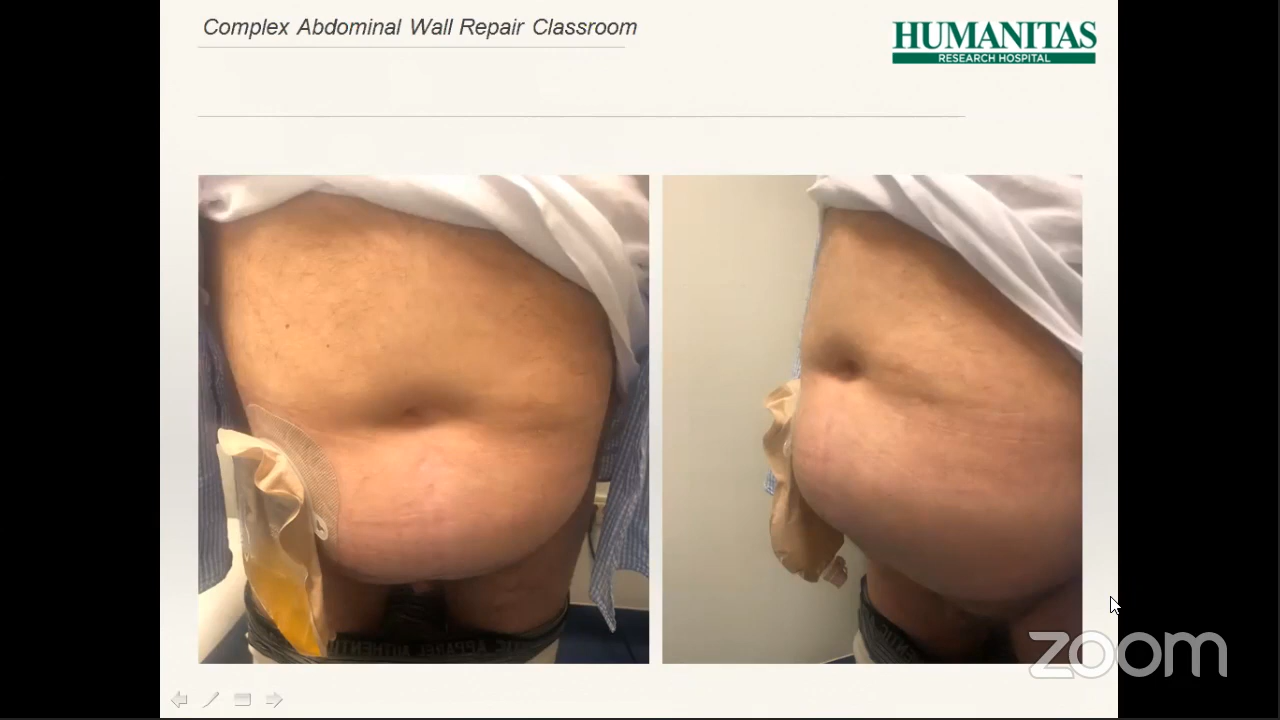 Complex Abdominal Wall Repair Classroom
HUMANITAS
RESEARCH HOSPITAL
zoom